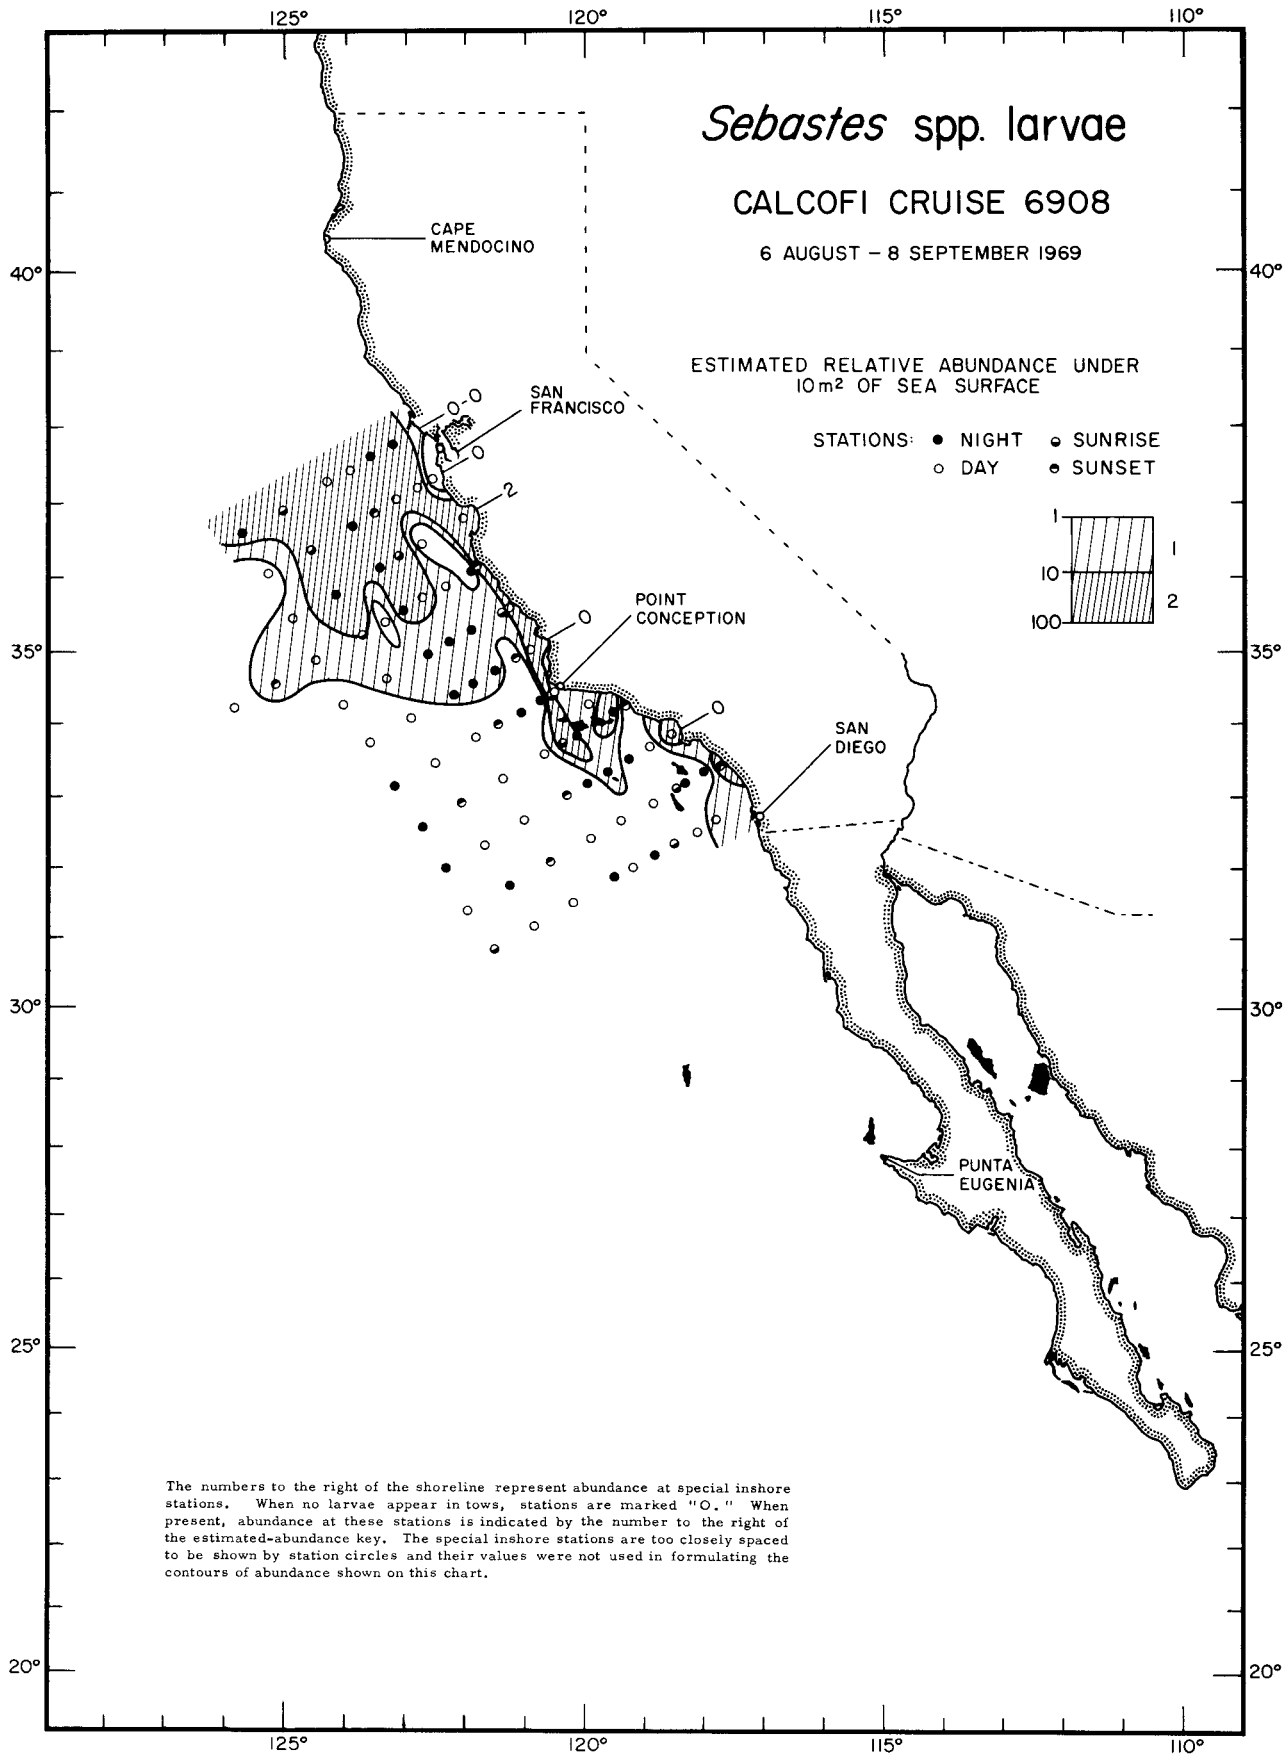 125° 120° 115° 110°
Sebastes spp. larvae
CALCOFI CRUISE 6908
6 AUGUST – 8 SEPTEMBER 1969
CAPE
MENDOCINO
40° 40°
ESTIMATED RELATIVE ABUNDANCE UNDER
10m² OF SEA SURFACE
STATIONS: ● NIGHT SUNRISE
○ DAY SUNSET
0-0
SAN
FRANCISCO
0
2
1
10
100
1
2
POINT
CONCEPTION
0
35° 35°
0
SAN
DIEGO
30° 30°
PUNTA
EUGENIA
25° 25°
The numbers to the right of the shoreline represent abundance at special inshore
stations. When no larvae appear in tows, stations are marked "O." When
present, abundance at these stations is indicated by the number to the right of
the estimated-abundance key. The special inshore stations are too closely spaced
to be shown by station circles and their values were not used in formulating the
contours of abundance shown on this chart.
20° 20°
125° 120° 115° 110°